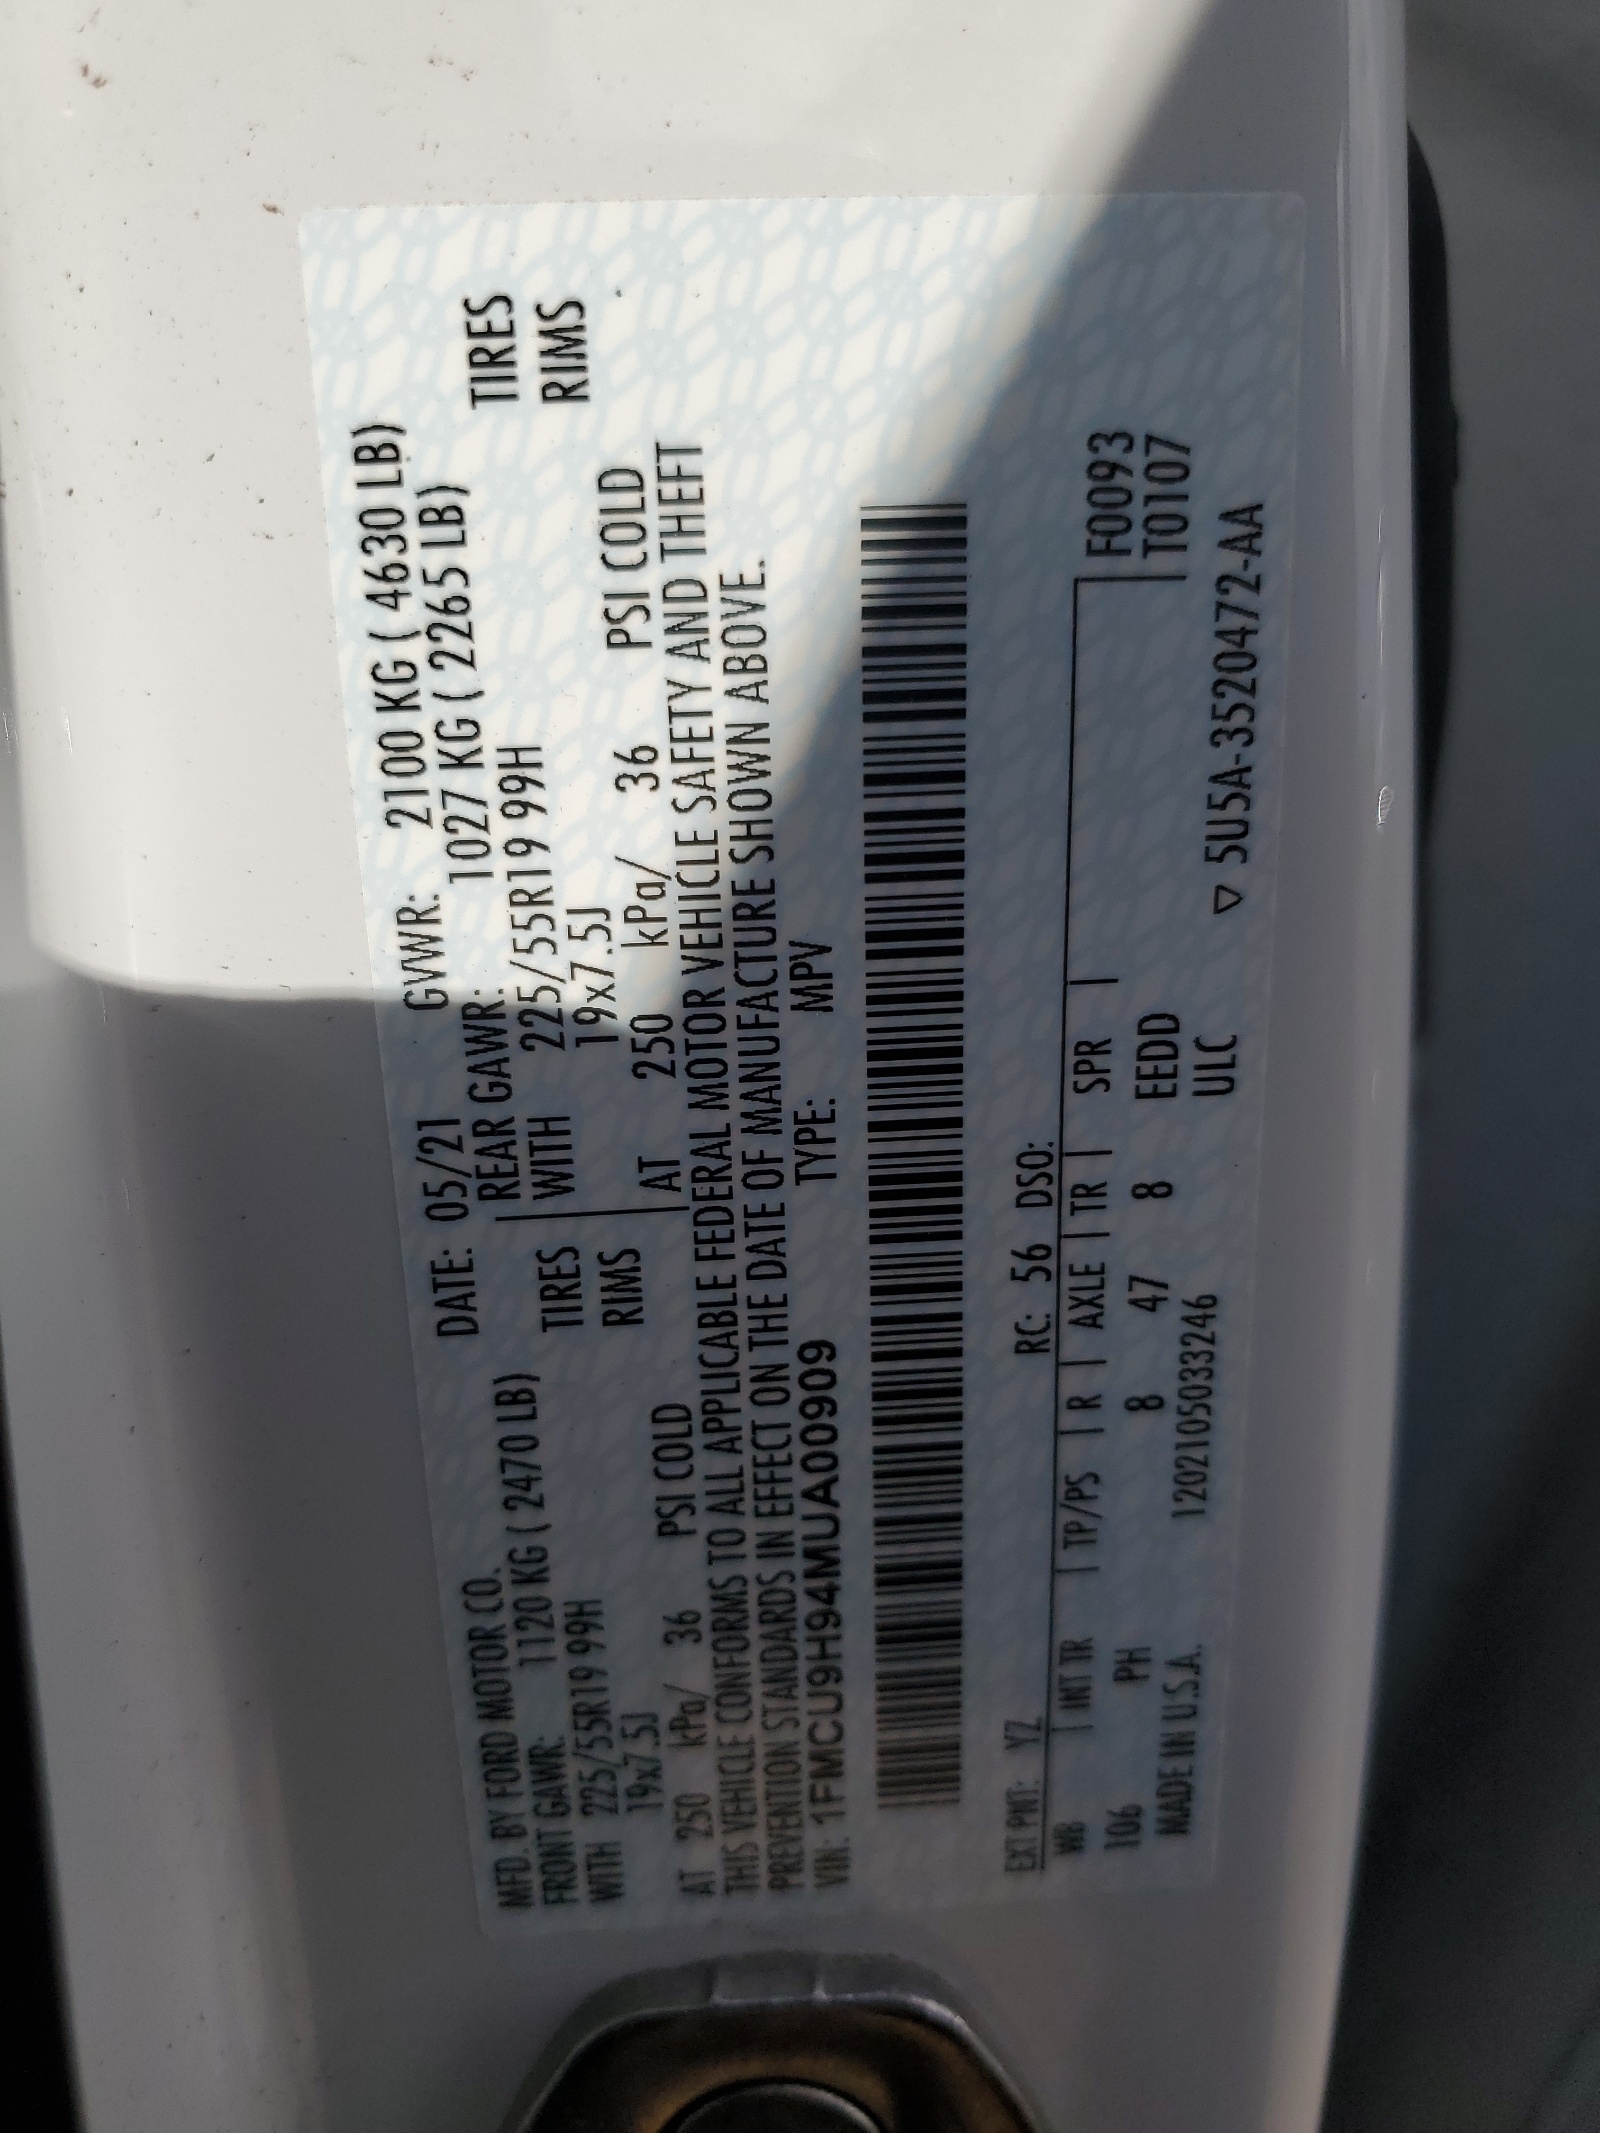 MFD. BY FORD MOTOR CO.
DATE: 05/21 GVWR: 2100 KG ( 4630 LB)
FRONT GAWR: 1120 KG ( 2470 LB) REAR GAWR: 1027 KG ( 2265 LB)
WITH 225/55R19 99H TIRES WITH 225/55R19 99H TIRES
19x7.5J RIMS 19x7.5J RIMS
AT 250 kPa/ 36 PSI COLD AT 250 kPa/ 36 PSI COLD
THIS VEHICLE CONFORMS TO ALL APPLICABLE FEDERAL MOTOR VEHICLE SAFETY AND THEFT
PREVENTION STANDARDS IN EFFECT ON THE DATE OF MANUFACTURE SHOWN ABOVE.
VIN: 1FMCU9H94MUA00909 TYPE: MPV
EXT PNT: YZ RC: 56 DSO:
WB | INT TR | TP/PS | R | AXLE | TR | SPR | F0093
106 PH 8 47 8 EEDD T0107
MADE IN U.S.A. 120210503246 ULC ▽ 5U5A-3520472-AA